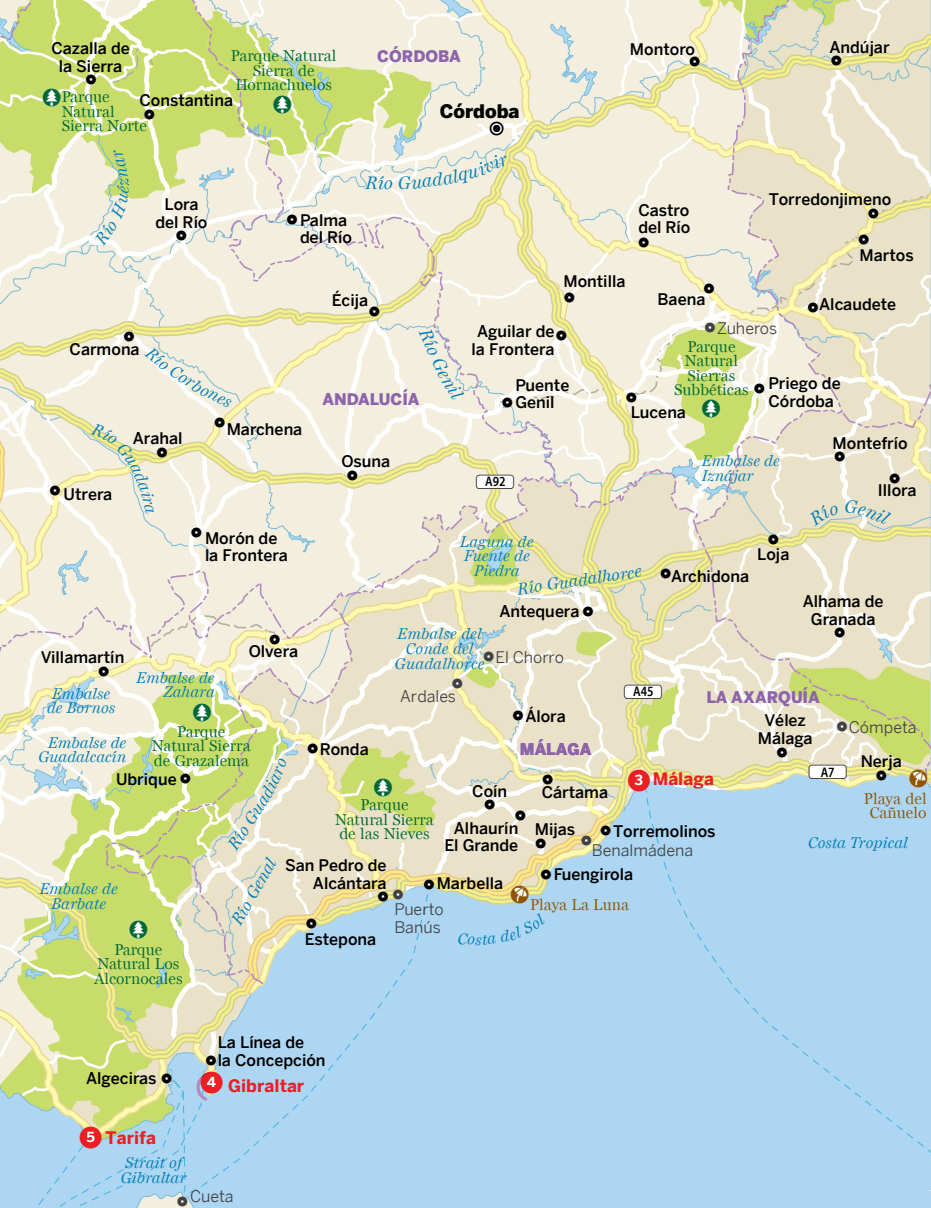 Cazalla de
la Sierra
Parque Natural
Sierra de
Hornachuelos
CÓRDOBA
Montoro
Andújar
Parque
Natural
Sierra Norte
Constantina
Córdoba
Río Huéznar
Río Guadalquivir
Lora
del Río
Palma
del Río
Castro
del Río
Torredonjimeno
Martos
Montilla
Baena
Alcaudete
Écija
Carmona
Río Corbones
Río Genil
Aguilar de
la Frontera
Zuheros
Parque
Natural
Sierras
Subbéticas
Priego de
Córdoba
ANDALUCÍA
Puente
Genil
Lucena
Marchena
Arahal
Río Guadaira
Osuna
Montefrío
Embalse de
Iznájar
Illora
Utrera
A92
Río Genil
Morón de
la Frontera
Laguna de
Fuente de
Piedra
Loja
Río Guadalhorce
Archidona
Antequera
Alhama de
Granada
Olvera
Embalse del
Conde del
Guadalhorce
El Chorro
Villamartín
Embalse de
Zahara
Embalse
de Bornos
Ardales
A45
LA AXARQUÍA
Parque
Natural Sierra
de Grazalema
Álora
Vélez
Málaga
Cómpeta
Embalse de
Guadalcacín
Ronda
MÁLAGA
Ubrique
Río Guadiaro
Cártama
3 Málaga
A7
Nerja
Parque
Natural Sierra
de las Nieves
Coín
Playa del
Cañuelo
Alhaurín
El Grande
Mijas
Torremolinos
Benalmádena
Costa Tropical
San Pedro de
Alcántara
Marbella
Fuengirola
Río Genal
Embalse de
Barbate
Puerto
Banús
Playa La Luna
Estepona
Costa del Sol
Parque
Natural Los
Alcornocales
La Línea de
la Concepción
Algeciras
4 Gibraltar
5 Tarifa
Strait of
Gibraltar
Cueta